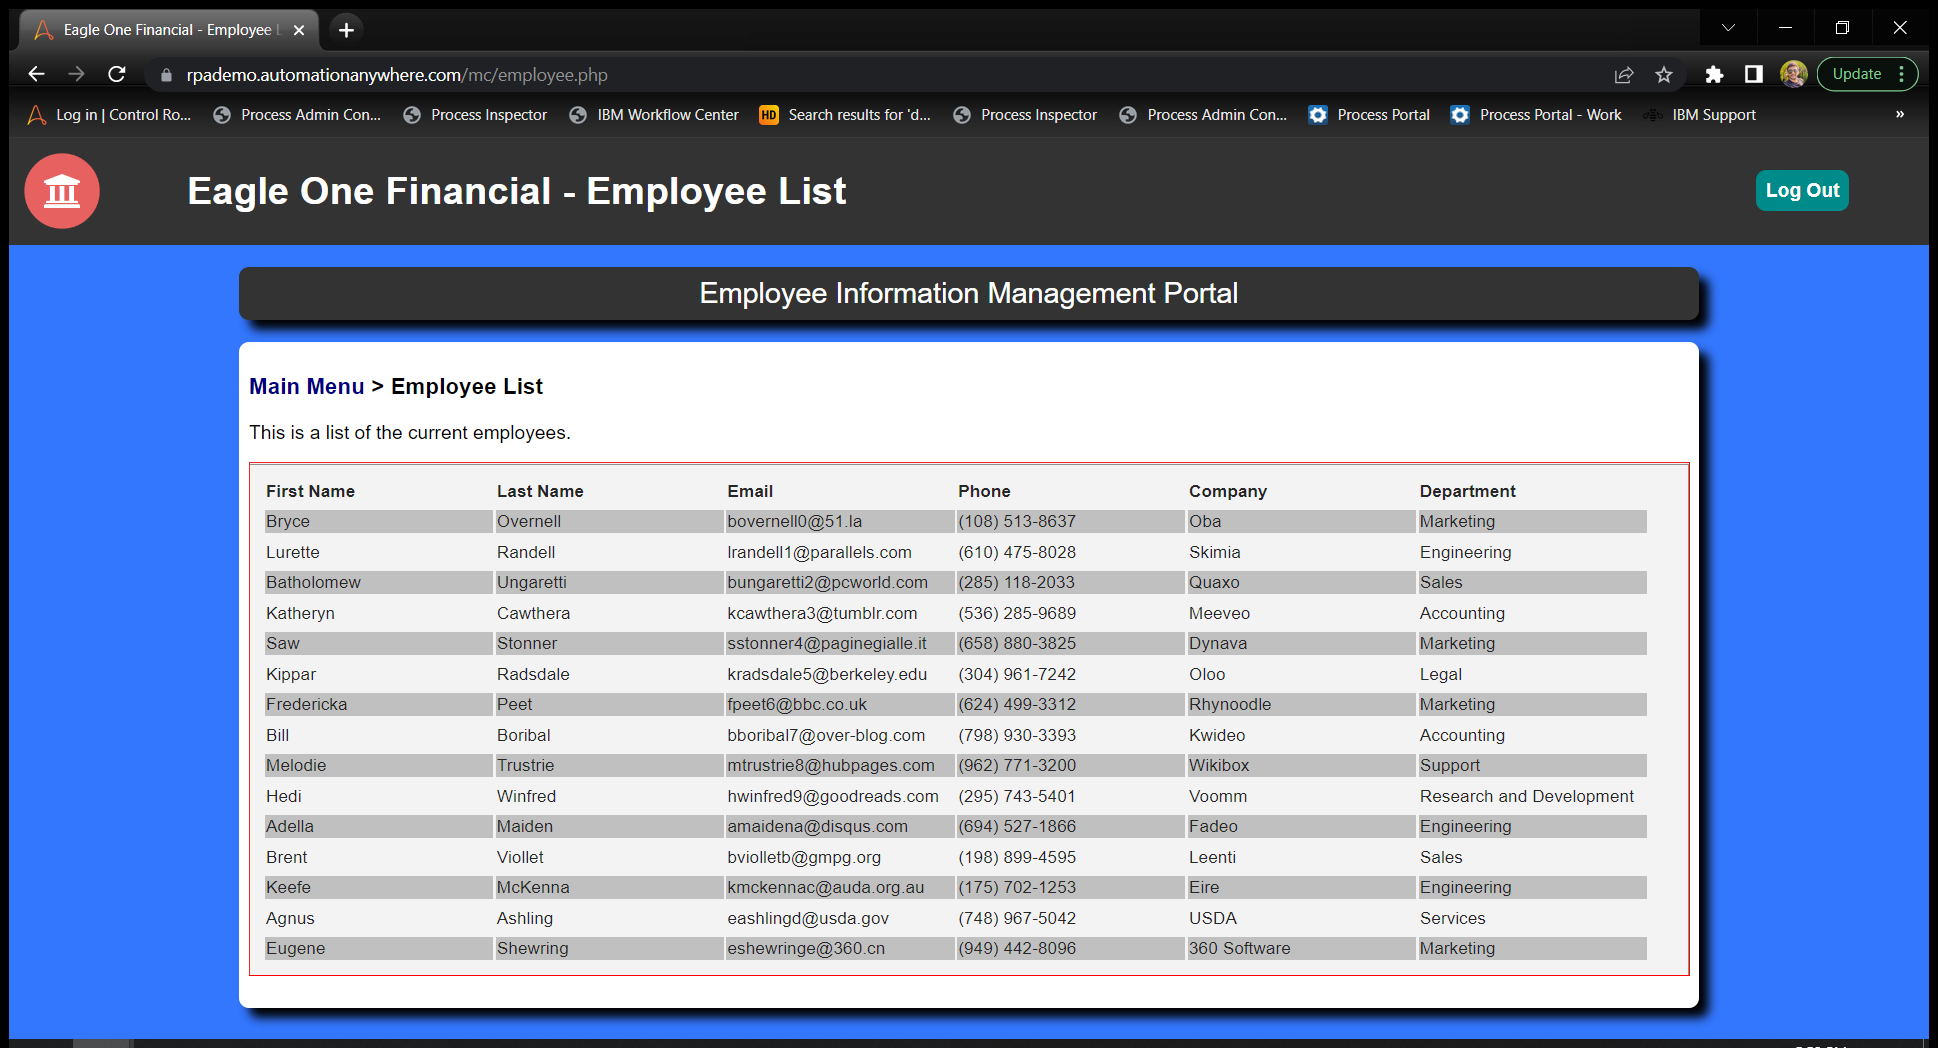 Eagle One Financial - Employee L
rpademo.automationanywhere.com/mc/employee.php
Update
Log in | Control Ro... Process Admin Con... Process Inspector IBM Workflow Center HD Search results for 'd... Process Inspector Process Admin Con... Process Portal Process Portal - Work IBM Support »
Eagle One Financial - Employee List
Log Out
Employee Information Management Portal
Main Menu > Employee List
This is a list of the current employees.
First Name Last Name Email Phone Company Department
Bryce Overnell bovernell0@51.la (108) 513-8637 Oba Marketing
Lurette Randell lrandell1@parallels.com (610) 475-8028 Skimia Engineering
Batholomew Ungaretti bungaretti2@pcworld.com (285) 118-2033 Quaxo Sales
Katheryn Cawthera kcawthera3@tumblr.com (536) 285-9689 Meeveo Accounting
Saw Stonner sstonner4@paginegialle.it (658) 880-3825 Dynava Marketing
Kippar Radsdale kradsdale5@berkeley.edu (304) 961-7242 Oloo Legal
Fredericka Peet fpeet6@bbc.co.uk (624) 499-3312 Rhynoodle Marketing
Bill Boribal bboribal7@over-blog.com (798) 930-3393 Kwideo Accounting
Melodie Trustrie mtrustrie8@hubpages.com (962) 771-3200 Wikibox Support
Hedi Winfred hwinfred9@goodreads.com (295) 743-5401 Voomm Research and Development
Adella Maiden amaidena@disqus.com (694) 527-1866 Fadeo Engineering
Brent Viollet bviolletb@gmpg.org (198) 899-4595 Leenti Sales
Keefe McKenna kmckennac@auda.org.au (175) 702-1253 Eire Engineering
Agnus Ashling eashlingd@usda.gov (748) 967-5042 USDA Services
Eugene Shewring eshewringe@360.cn (949) 442-8096 360 Software Marketing